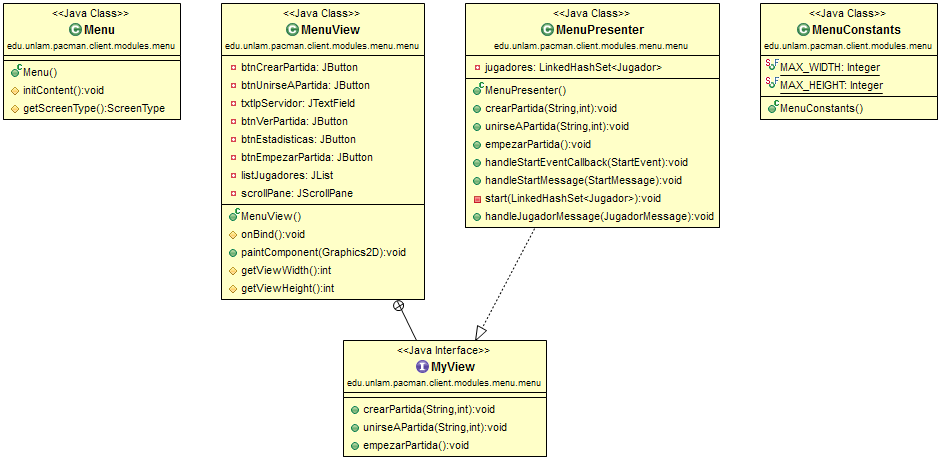 <<Java Class>>
Menu
edu.unlam.pacman.client.modules.menu
Menu()
initContent():void
getScreenType():ScreenType
<<Java Class>>
MenuView
edu.unlam.pacman.client.modules.menu.menu
btnCrearPartida: JButton
btnUnirseAPartida: JButton
txtIpServidor: JTextField
btnVerPartida: JButton
btnEstadisticas: JButton
btnEmpezarPartida: JButton
listJugadores: JList
scrollPane: JScrollPane
MenuView()
onBind():void
paintComponent(Graphics2D):void
getViewWidth():int
getViewHeight():int
<<Java Class>>
MenuPresenter
edu.unlam.pacman.client.modules.menu.menu
jugadores: LinkedHashSet<Jugador>
MenuPresenter()
crearPartida(String,int):void
unirseAPartida(String,int):void
empezarPartida():void
handleStartEventCallback(StartEvent):void
handleStartMessage(StartMessage):void
start(LinkedHashSet<Jugador>):void
handleJugadorMessage(JugadorMessage):void
<<Java Class>>
MenuConstants
edu.unlam.pacman.client.modules.menu
MAX_WIDTH: Integer
MAX_HEIGHT: Integer
MenuConstants()
<<Java Interface>>
MyView
edu.unlam.pacman.client.modules.menu.menu
crearPartida(String,int):void
unirseAPartida(String,int):void
empezarPartida():void